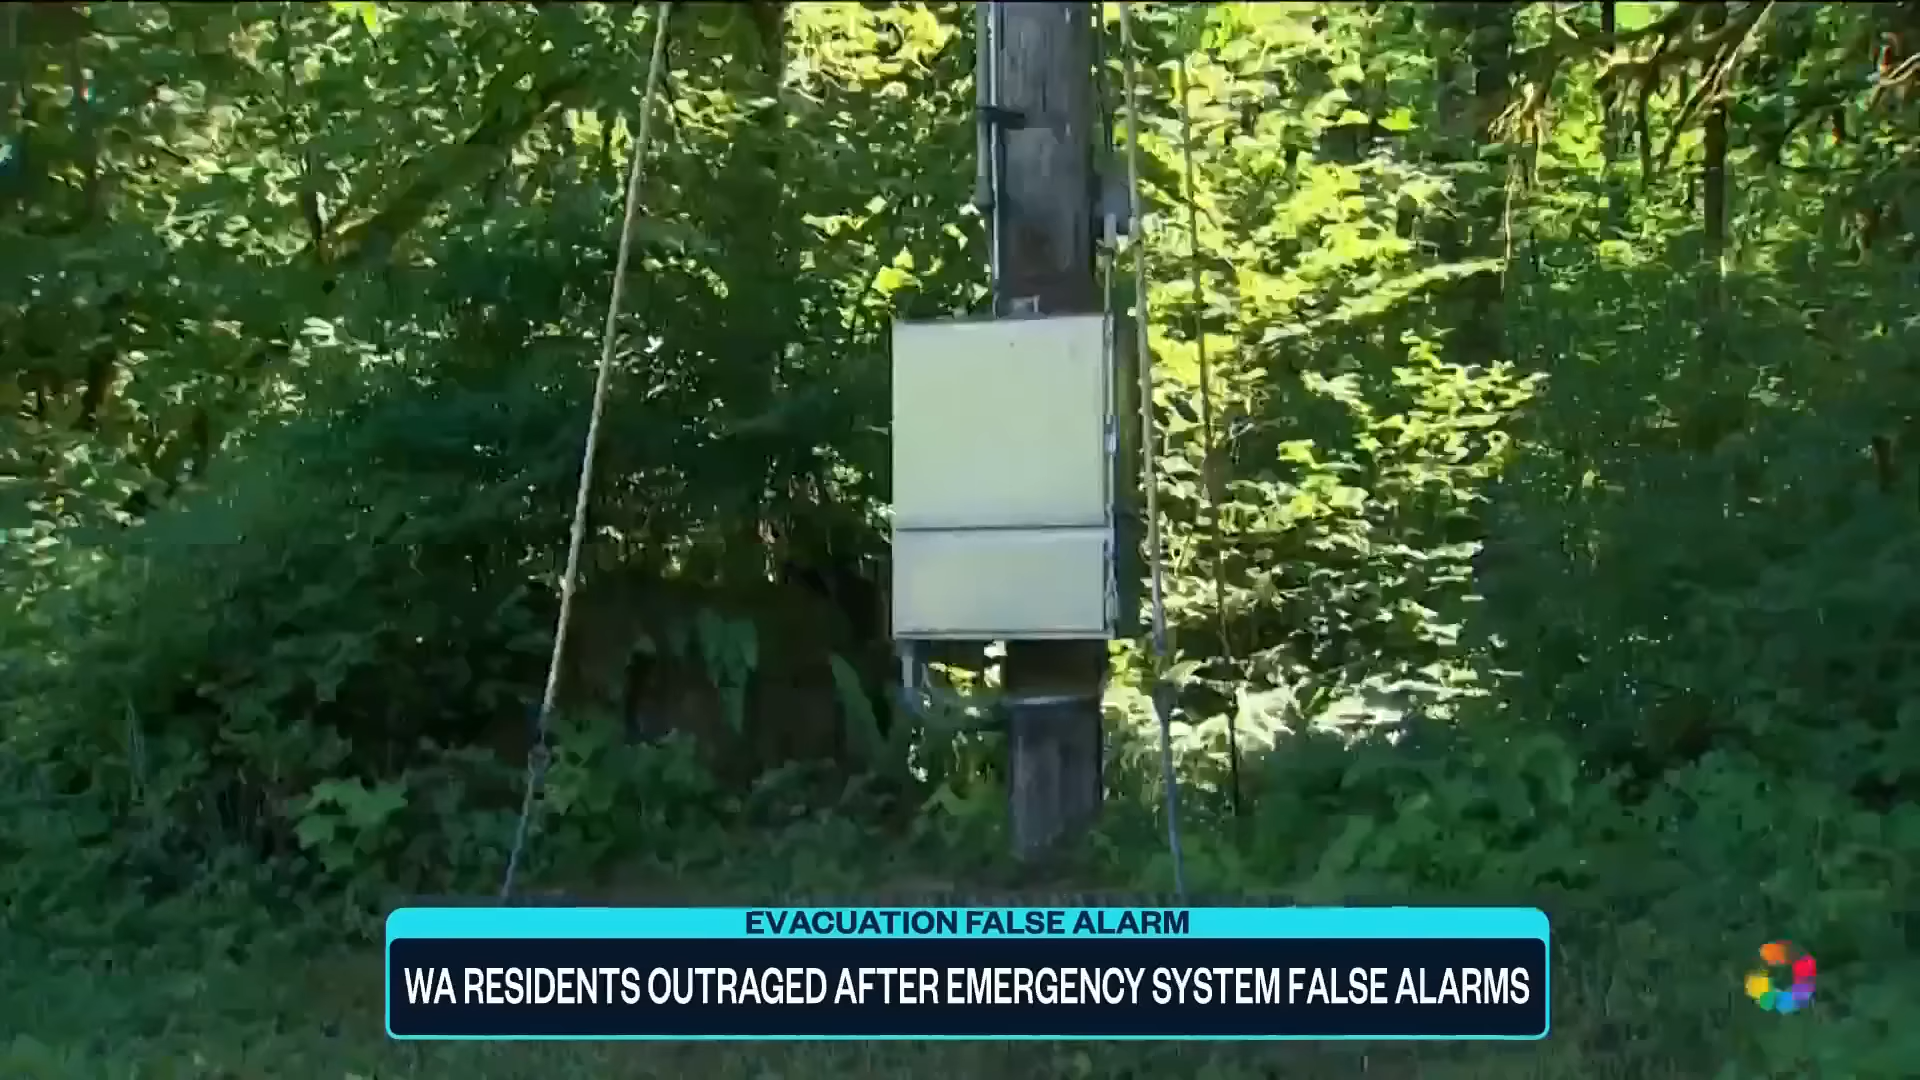 EVACUATION FALSE ALARM
WA RESIDENTS OUTRAGED AFTER EMERGENCY SYSTEM FALSE ALARMS